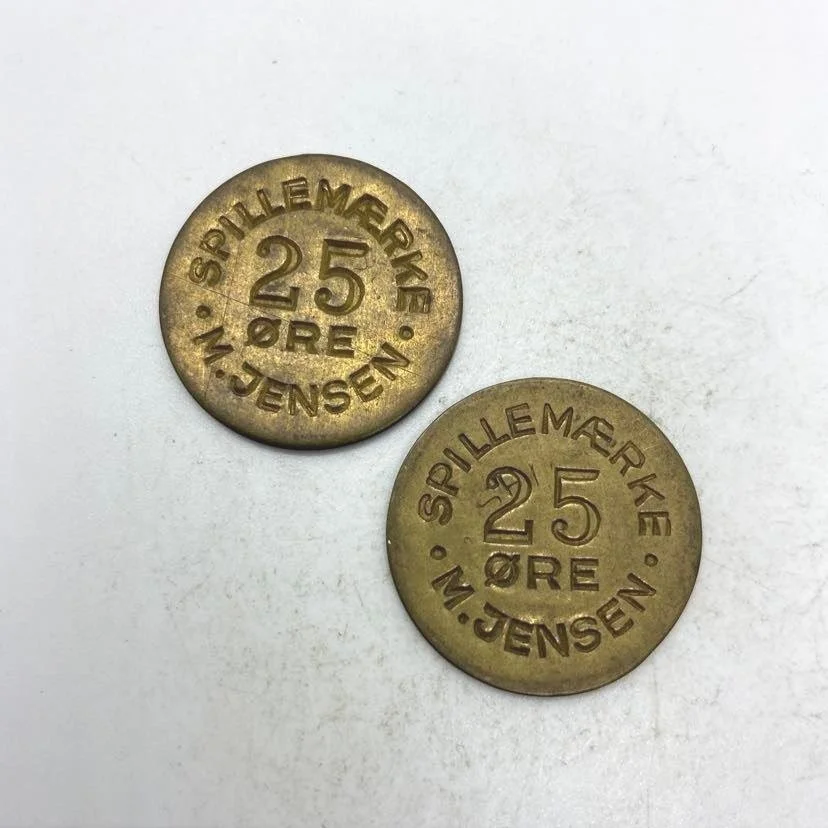 SPILLEMÆRKE
25
ØRE
• M. JENSEN •
SPILLEMÆRKE
25
ØRE
• M. JENSEN •